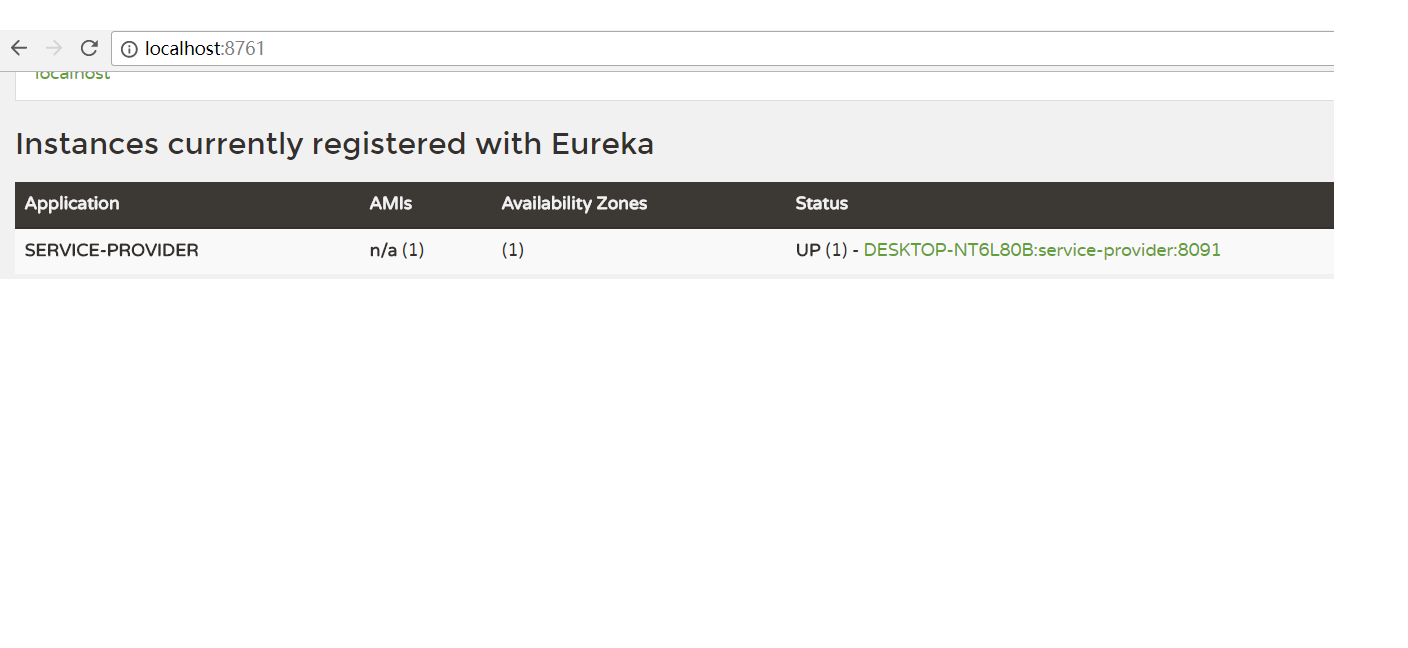 localhost:8761
localhost
Instances currently registered with Eureka
Application AMIs Availability Zones Status
SERVICE-PROVIDER n/a (1) (1) UP (1) - DESKTOP-NT6L80B:service-provider:8091